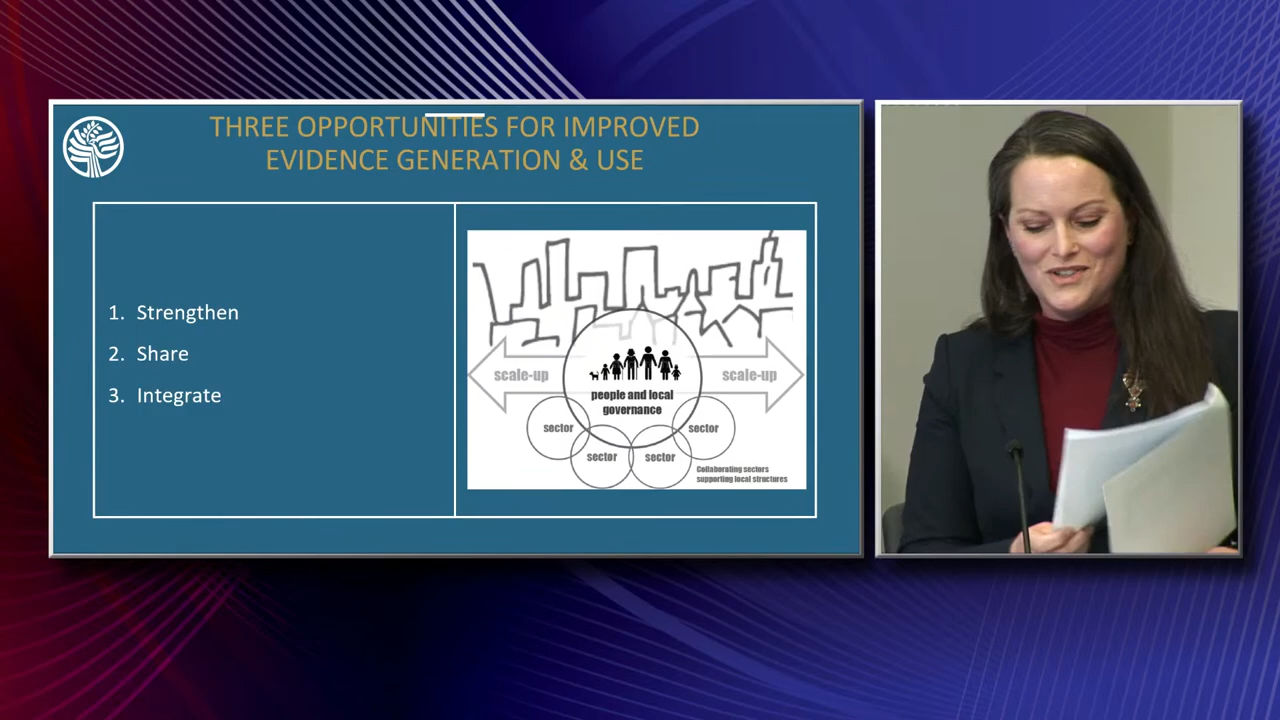 THREE OPPORTUNITIES FOR IMPROVED
EVIDENCE GENERATION & USE
1. Strengthen
2. Share
3. Integrate
scale-up
scale-up
people and local
governance
sector
sector
sector
sector
Collaborating sectors
supporting local structures